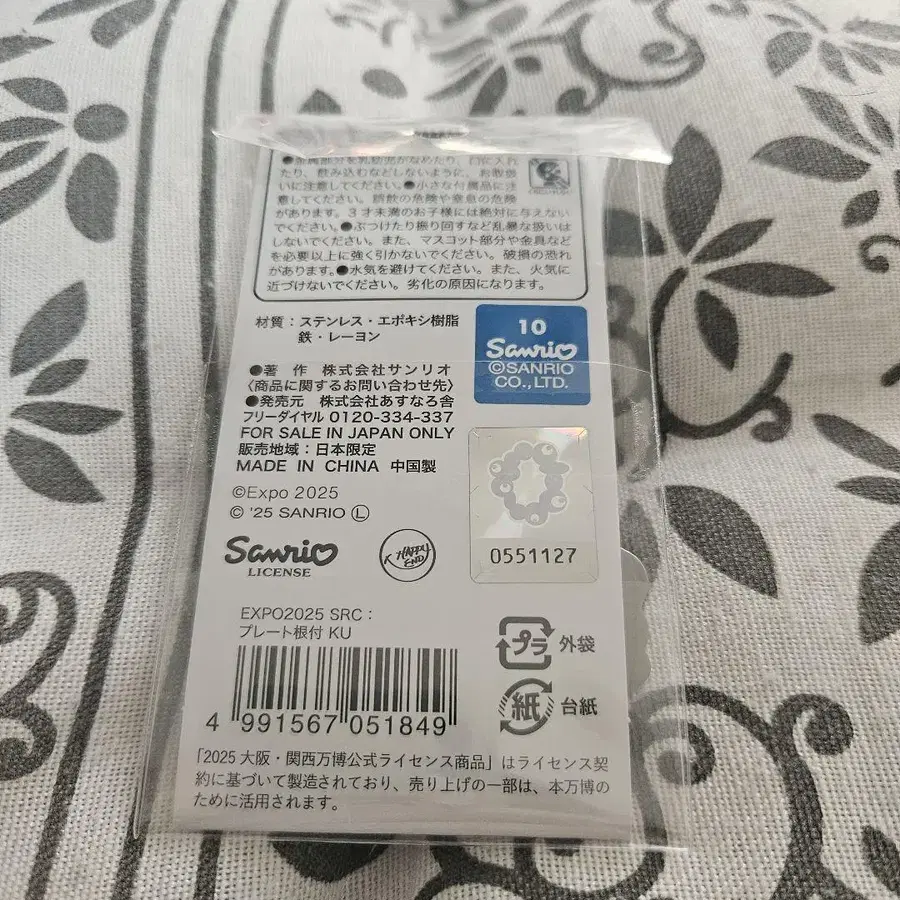 ●金属部分を乳幼児がなめたり、口に入れ
たり、飲み込むなどしないように、お取扱
いに注意してください。●小さな付属品に注
意してください。誤飲の危険や窒息の危険
があります。3才未満のお子様には絶対に与えない
でください。●ぶつけたり振り回すなど乱暴な扱いは
しないでください。また、マスコット部分や金具など
を必要以上に強く引かないでください。破損の恐れ
があります。●水気を避けてください。また、火気に
近づけないでください。劣化の原因になります。
材質：ステンレス・エポキシ樹脂
鉄・レーヨン
10
Sanrio
©SANRIO
CO.,LTD.
●著 作 株式会社サンリオ
〈商品に関するお問い合わせ先〉
●発売元 株式会社あすなろ舎
フリーダイヤル 0120-334-337
FOR SALE IN JAPAN ONLY
販売地域：日本限定
MADE IN CHINA 中国製
©Expo 2025
© '25 SANRIO Ⓛ
Sanrio
LICENSE
HAPPY
END
0551127
EXPO2025 SRC：
プレート根付 KU
4 991567 051849
プラ 外袋
紙 台紙
「2025 大阪・関西万博公式ライセンス商品」はライセンス契
約に基づいて製造されており、売り上げの一部は、本万博の
ために活用されます。